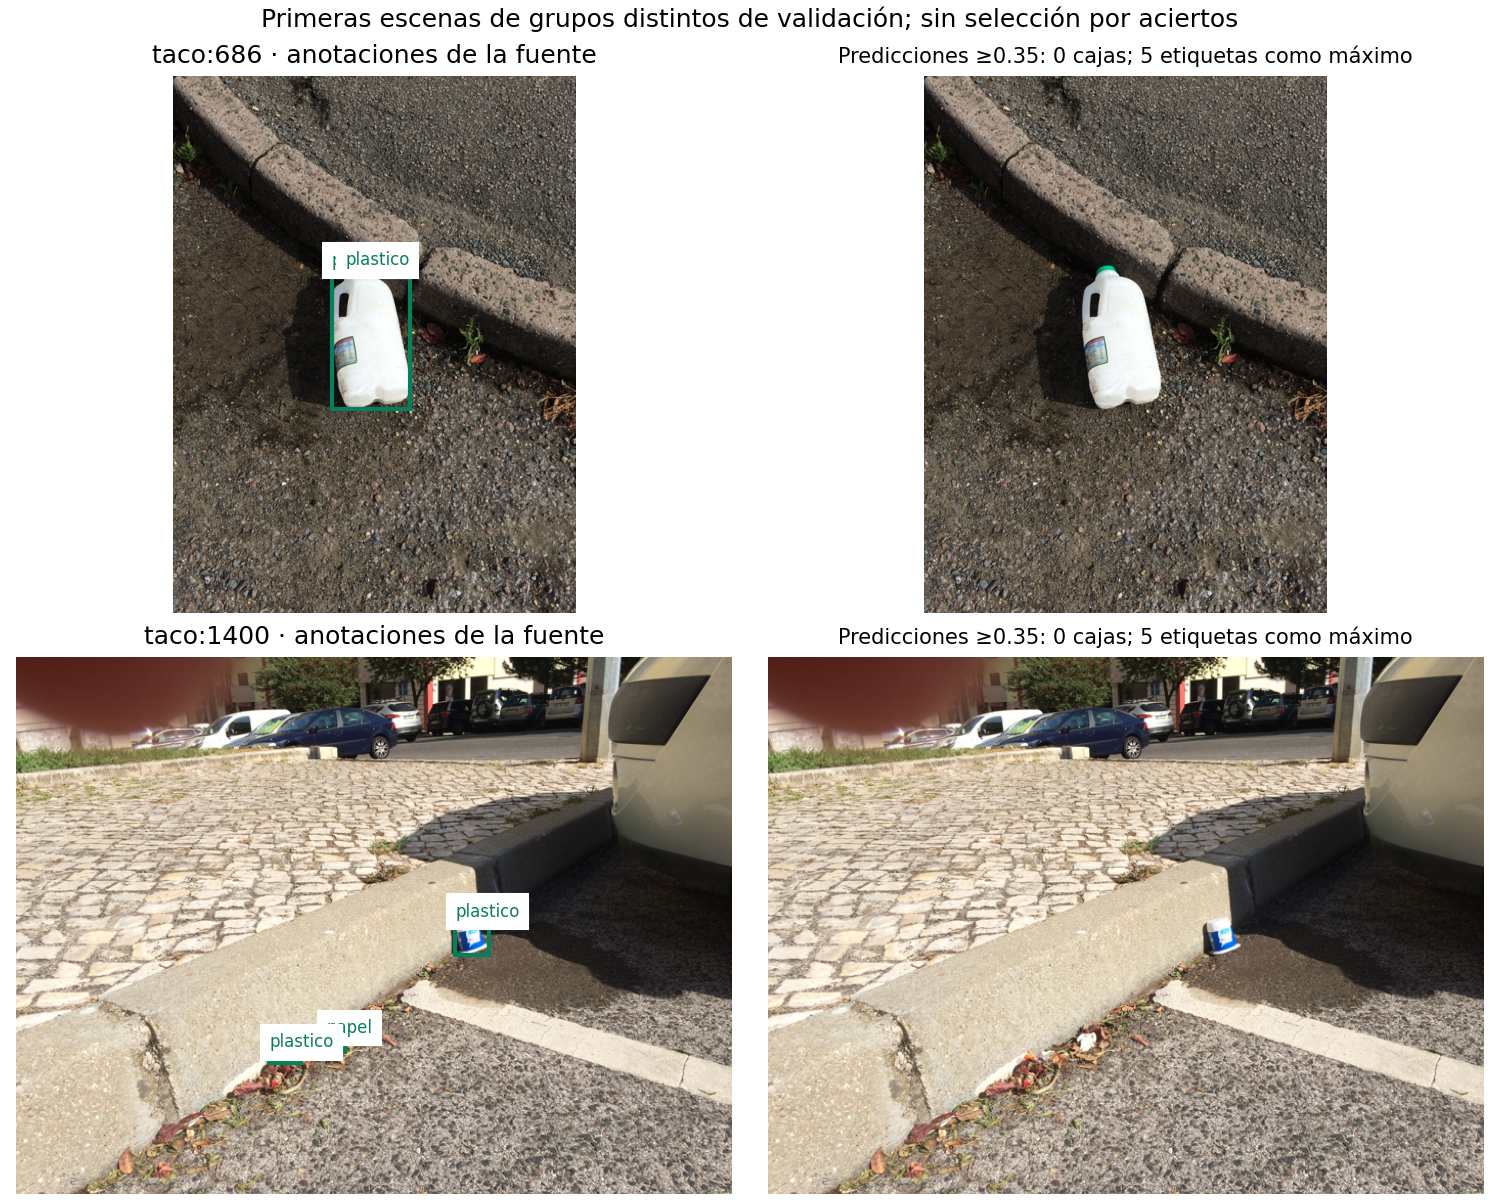 Primeras escenas de grupos distintos de validación; sin selección por aciertos
taco:686 · anotaciones de la fuente
Predicciones ≥0.35: 0 cajas; 5 etiquetas como máximo
p plastico
taco:1400 · anotaciones de la fuente
Predicciones ≥0.35: 0 cajas; 5 etiquetas como máximo
plastico
papel
plastico